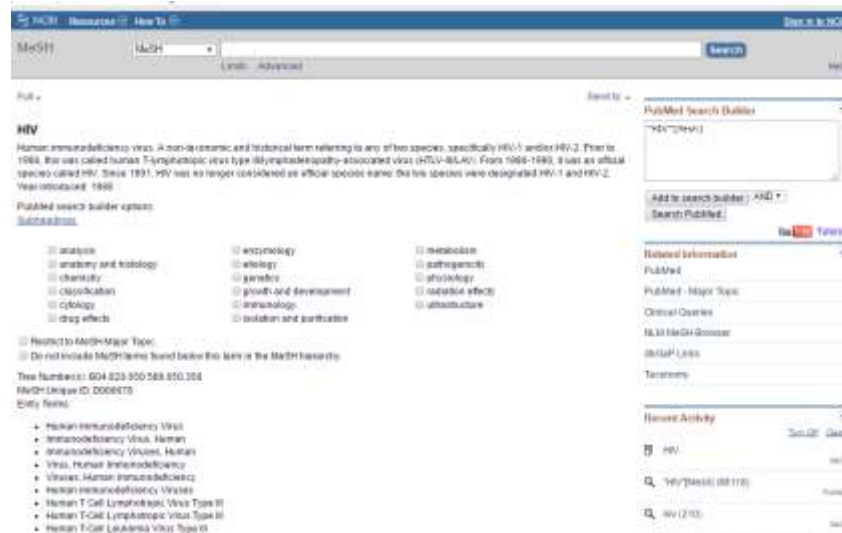 NCBI Resources How To
Sign in to NCB
MeSH
MeSH
Search
Limits Advanced
Full
Send to
PubMed Search Builder
"HIV"[Mesh]
HIV
Human immunodeficiency virus. A non-taxonomic and historical term referring to any of two species, specifically HIV-1 and/or HIV-2. Prior to
1986, this was called human T-lymphotropic virus type III/lymphadenopathy-associated virus (HTLV-III/LAV). From 1986-1990, it was an official
species called HIV. Since 1991, HIV was no longer considered an official species name; the two species were designated HIV-1 and HIV-2.
Year introduced: 1988
PubMed search builder options
Subheadings:
Add to search builder AND
Search PubMed
You Tube Tutori
analysis
anatomy and histology
chemistry
classification
cytology
drug effects
enzymology
etiology
genetics
growth and development
immunology
isolation and purification
metabolism
pathogenicity
physiology
radiation effects
ultrastructure
Restrict to MeSH Major Topic.
Do not include MeSH terms found below this term in the MeSH hierarchy.
Tree Number(s):
MeSH Unique ID:
Entry Terms:
Human Immunodeficiency Virus
Immunodeficiency Virus, Human
Immunodeficiency Viruses, Human
Virus, Human Immunodeficiency
Viruses, Human Immunodeficiency
Human Immunodeficiency Viruses
Human T Cell Lymphotropic Virus Type III
Human T-Cell Lymphotropic Virus Type III
Human T-Cell Leukemia Virus Type III
Related Information
PubMed
PubMed - Major Topic
Clinical Queries
NLM MeSH Browser
dbGaP Links
Taxonomy
Recent Activity
Turn Off
HIV
"HIV"[Mesh]
hiv (210)